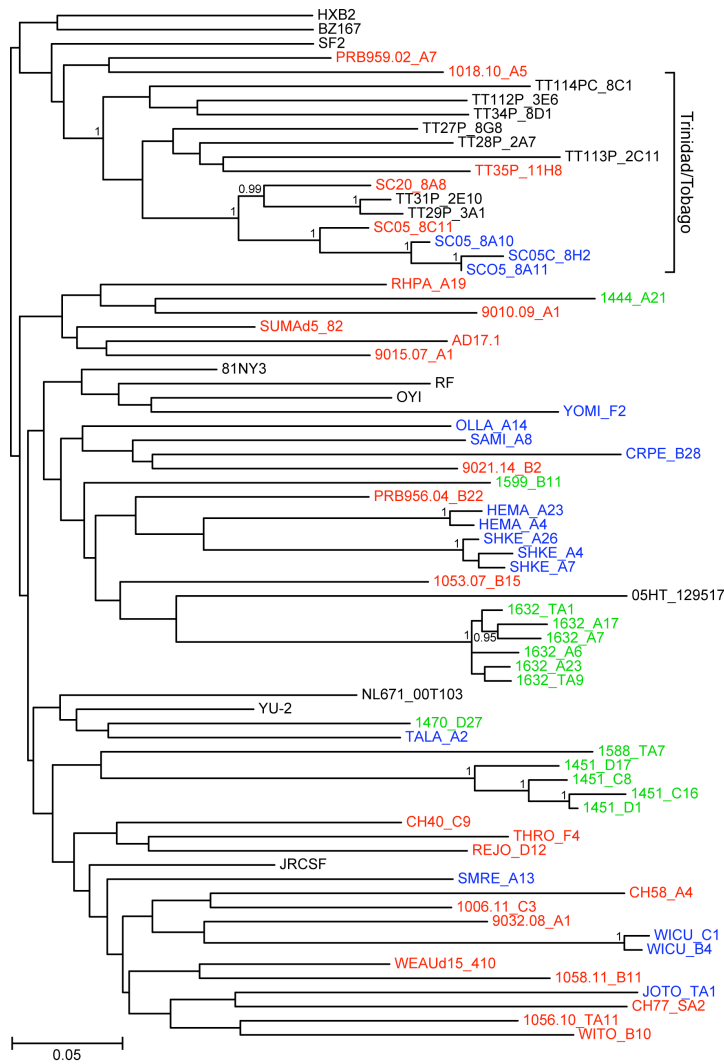 HXB2
BZ167
SF2
PRB959.02_A7
1018.10_A5
TT114PC_8C1
TT112P_3E6
TT34P_8D1
1
TT27P_8G8
TT28P_2A7
TT113P_2C11
TT35P_11H8
Trinidad/Tobago
SC20_8A8
0.99
TT31P_2E10
TT29P_3A1
1
SC05_8C11
1
SC05_8A10
1
SC05C_8H2
1
SCO5_8A11
RHPA_A19
1444_A21
9010.09_A1
SUMAd5_82
AD17.1
9015.07_A1
81NY3
RF
OYI
YOMI_F2
OLLA_A14
SAMI_A8
CRPE_B28
9021.14_B2
1599_B11
PRB956.04_B22
1
HEMA_A23
HEMA_A4
SHKE_A26
1
SHKE_A4
SHKE_A7
1053.07_B15
05HT_129517
1632_TA1
1632_A17
1
0.95
1632_A7
1632_A6
1632_A23
1632_TA9
NL671_00T103
YU-2
1470_D27
TALA_A2
1588_TA7
1451_D17
1
1451_C8
1
1451_C16
1
1451_D1
CH40_C9
THRO_F4
REJO_D12
JRCSF
SMRE_A13
CH58_A4
1006.11_C3
9032.08_A1
1
WICU_C1
WICU_B4
WEAUd15_410
1058.11_B11
JOTO_TA1
CH77_SA2
1056.10_TA11
WITO_B10
0.05